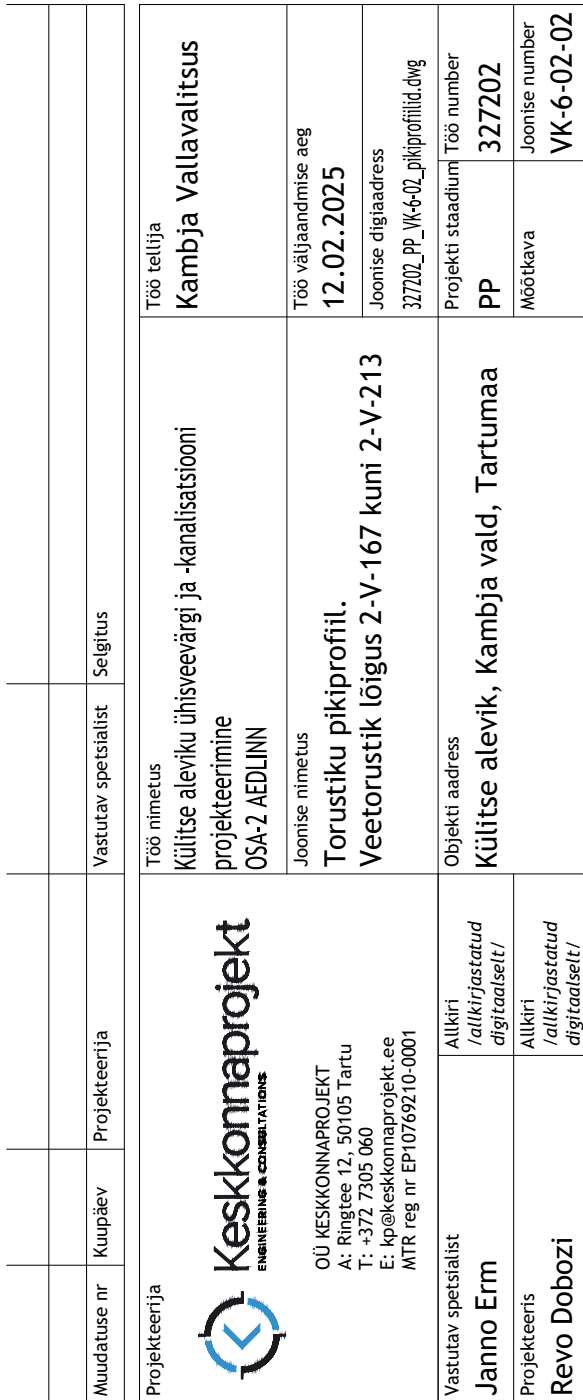 Muudatuse nr Kuupäev Projekteerija Vastutav spetsialist Selgitus
Projekteerija
Keskkonnaprojekt
ENGINEERING & CONSULTATIONS
OÜ KESKKONNAPROJEKT
A: Ringtee 12, 50105 Tartu
T: +372 7305 060
E: kp@keskkonnaprojekt.ee
MTR reg nr EP10769210-0001
Töö nimetus
Külitse aleviku ühisveevärgi ja -kanalisatsiooni
projekteerimine
OSA-2 AEDLINN
Töö tellija
Kambja Vallavalitsus
Joonise nimetus
Torustiku pikiprofiil.
Veetorustik lõigus 2-V-167 kuni 2-V-213
Töö väljaandmise aeg
12.02.2025
Joonise digiaadress
327202_PP_VK-6-02_pikiprofiilid.dwg
Vastutav spetsialist
Janno Erm
Allkiri
/allkirjastatud
digitaalselt/
Objekti aadress
Külitse alevik, Kambja vald, Tartumaa
Projekti staadium
PP
Töö number
327202
Projekteeris
Revo Dobozi
Allkiri
/allkirjastatud
digitaalselt/
Mõõtkava
Joonise number
VK-6-02-02